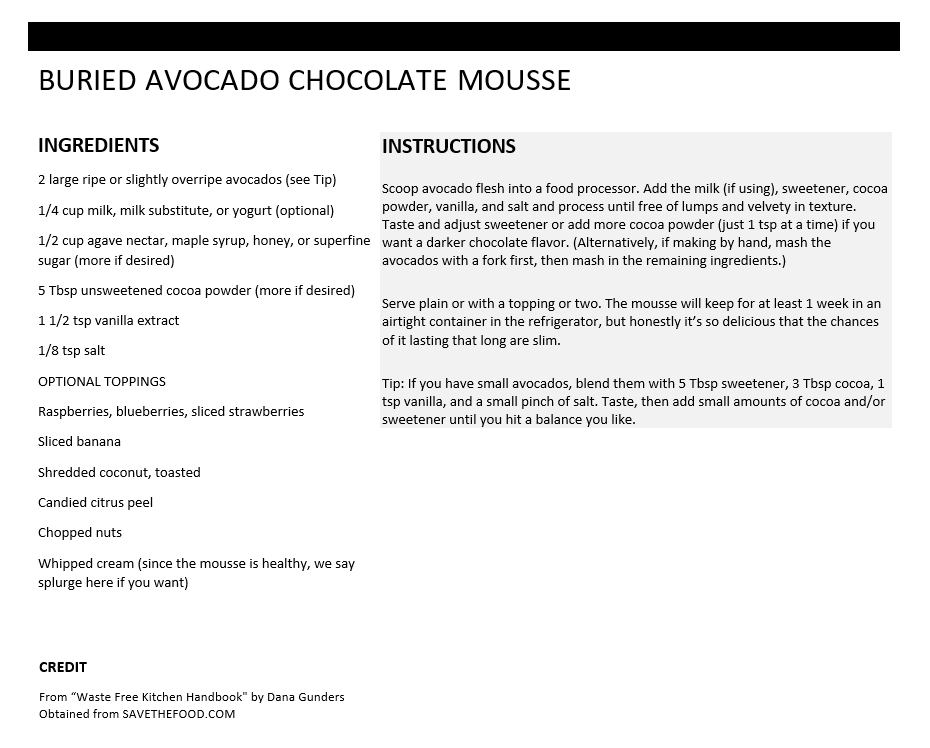 BURIED AVOCADO CHOCOLATE MOUSSE
INGREDIENTS
2 large ripe or slightly overripe avocados (see Tip)
1/4 cup milk, milk substitute, or yogurt (optional)
1/2 cup agave nectar, maple syrup, honey, or superfine
sugar (more if desired)
5 Tbsp unsweetened cocoa powder (more if desired)
1 1/2 tsp vanilla extract
1/8 tsp salt
OPTIONAL TOPPINGS
Raspberries, blueberries, sliced strawberries
Sliced banana
Shredded coconut, toasted
Candied citrus peel
Chopped nuts
Whipped cream (since the mousse is healthy, we say
splurge here if you want)
INSTRUCTIONS
Scoop avocado flesh into a food processor. Add the milk (if using), sweetener, cocoa
powder, vanilla, and salt and process until free of lumps and velvety in texture.
Taste and adjust sweetener or add more cocoa powder (just 1 tsp at a time) if you
want a darker chocolate flavor. (Alternatively, if making by hand, mash the
avocados with a fork first, then mash in the remaining ingredients.)
Serve plain or with a topping or two. The mousse will keep for at least 1 week in an
airtight container in the refrigerator, but honestly it’s so delicious that the chances
of it lasting that long are slim.
Tip: If you have small avocados, blend them with 5 Tbsp sweetener, 3 Tbsp cocoa, 1
tsp vanilla, and a small pinch of salt. Taste, then add small amounts of cocoa and/or
sweetener until you hit a balance you like.
CREDIT
From “Waste Free Kitchen Handbook" by Dana Gunders
Obtained from SAVETHEFOOD.COM